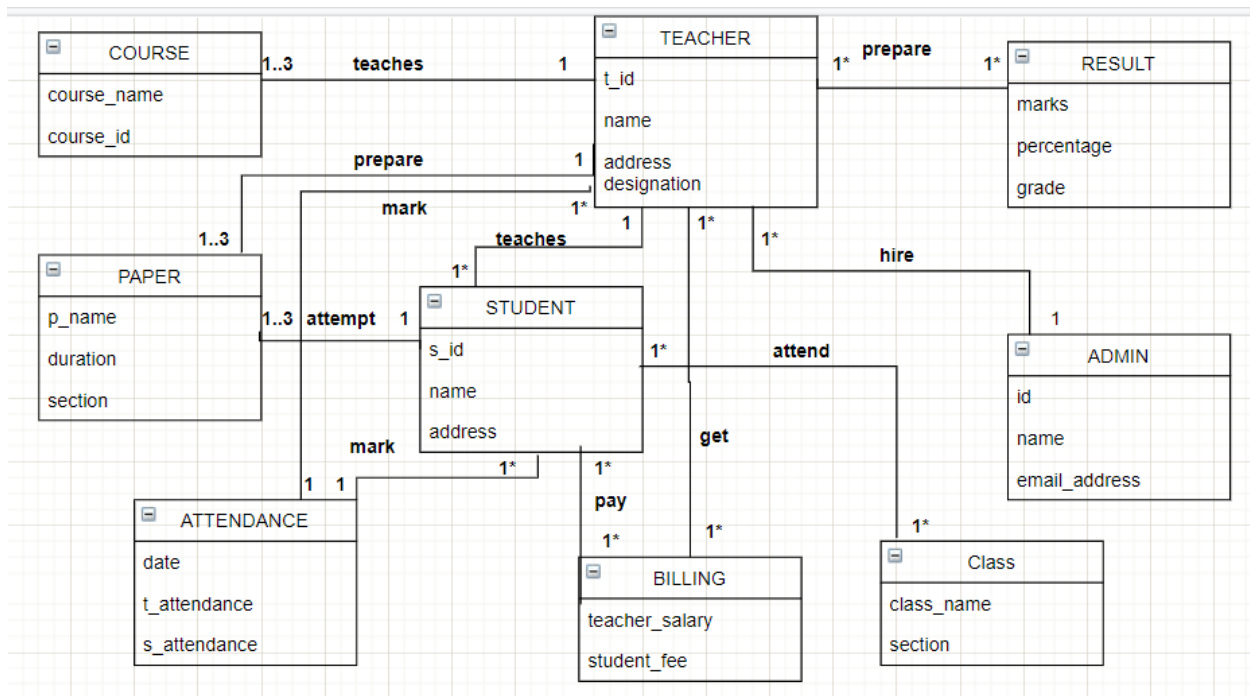 COURSE
course_name
course_id
1..3
teaches
1
TEACHER
t_id
name
address
designation
1*
prepare
1*
RESULT
marks
percentage
grade
prepare
1
mark
1*
1..3
teaches
1
1*
1*
1*
hire
1
PAPER
p_name
duration
section
1..3
attempt
1
STUDENT
s_id
name
address
1*
attend
1*
ADMIN
id
name
email_address
mark
1*
1
1
1*
pay
1*
get
1*
ATTENDANCE
date
t_attendance
s_attendance
BILLING
teacher_salary
student_fee
Class
class_name
section